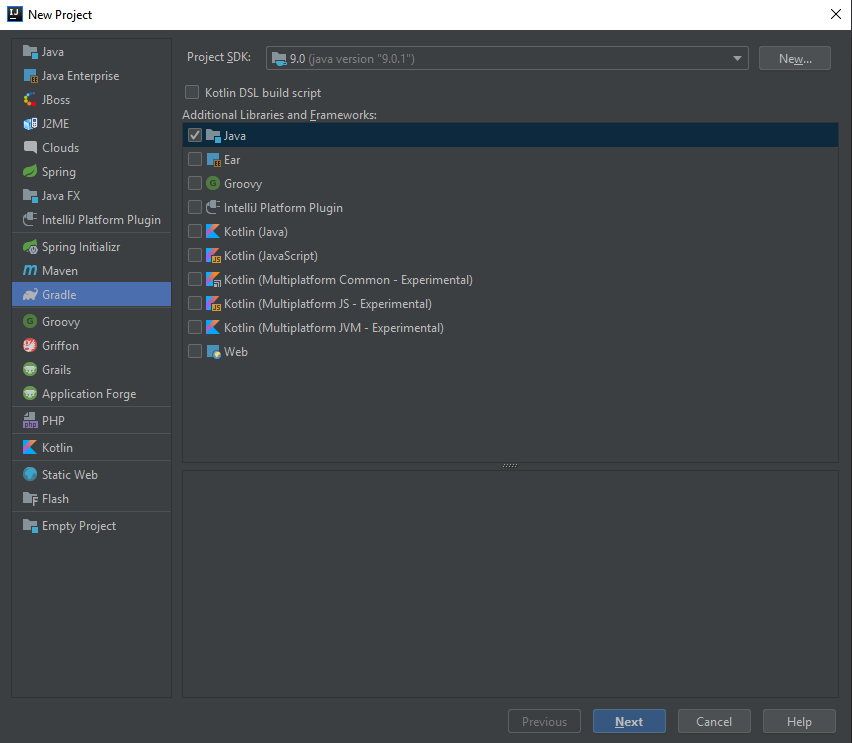 New Project
Java
Java Enterprise
JBoss
J2ME
Clouds
Spring
Java FX
IntelliJ Platform Plugin
Spring Initializr
Maven
Gradle
Groovy
Griffon
Grails
Application Forge
PHP
Kotlin
Static Web
Flash
Empty Project
Project SDK: 9.0 (java version "9.0.1") New...
Kotlin DSL build script
Additional Libraries and Frameworks:
Java
Ear
Groovy
IntelliJ Platform Plugin
Kotlin (Java)
Kotlin (JavaScript)
Kotlin (Multiplatform Common - Experimental)
Kotlin (Multiplatform JS - Experimental)
Kotlin (Multiplatform JVM - Experimental)
Web
Previous Next Cancel Help